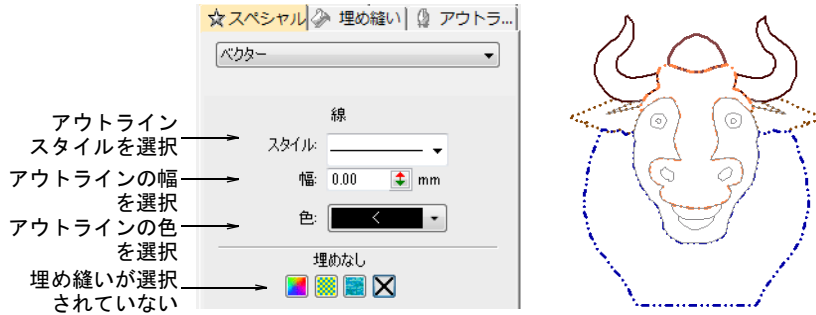 スペシャル 埋め縫い アウトラ...
ベクター
線
アウトライン
スタイルを選択
スタイル:
アウトラインの幅
を選択
幅: 0.00 mm
アウトラインの色
を選択
色:
埋めなし
埋め縫いが選択
されていない